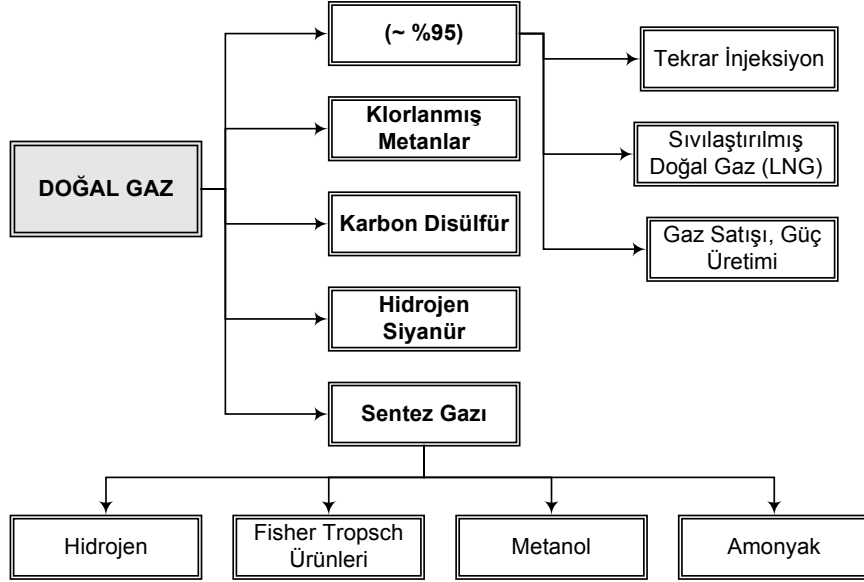 (~ %95)
Tekrar İnjeksiyon
Klorlanmış
Metanlar
Sıvılaştırılmış
Doğal Gaz (LNG)
DOĞAL GAZ
Karbon Disülfür
Gaz Satışı, Güç
Üretimi
Hidrojen
Siyanür
Sentez Gazı
Hidrojen
Fisher Tropsch
Ürünleri
Metanol
Amonyak